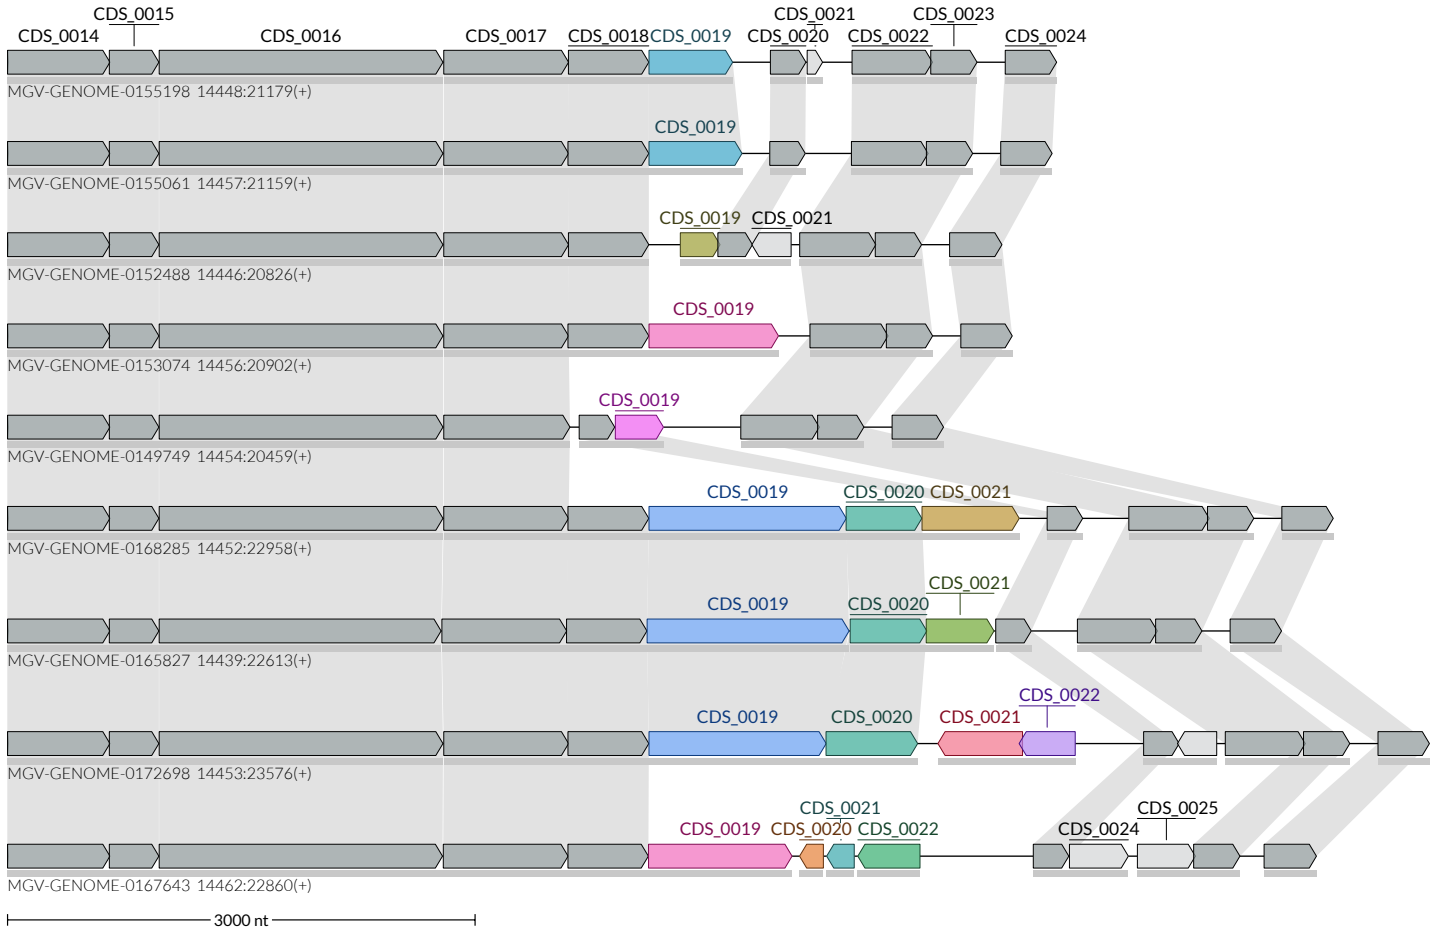 CDS_0015 CDS_0021 CDS_0023
CDS_0014 CDS_0016 CDS_0017 CDS_0018 CDS_0019 CDS_0020 CDS_0022 CDS_0024
MGV-GENOME-0155198 14448:21179(+)
CDS_0019
MGV-GENOME-0155061 14457:21159(+)
CDS_0019 CDS_0021
MGV-GENOME-0152488 14446:20826(+)
CDS_0019
MGV-GENOME-0153074 14456:20902(+)
CDS_0019
MGV-GENOME-0149749 14454:20459(+)
CDS_0019 CDS_0020 CDS_0021
MGV-GENOME-0168285 14452:22958(+)
CDS_0021
CDS_0019 CDS_0020
MGV-GENOME-0165827 14439:22613(+)
CDS_0022
CDS_0019 CDS_0020 CDS_0021
MGV-GENOME-0172698 14453:23576(+)
CDS_0021 CDS_0025
CDS_0019 CDS_0020 CDS_0022 CDS_0024
MGV-GENOME-0167643 14462:22860(+)
3000 nt